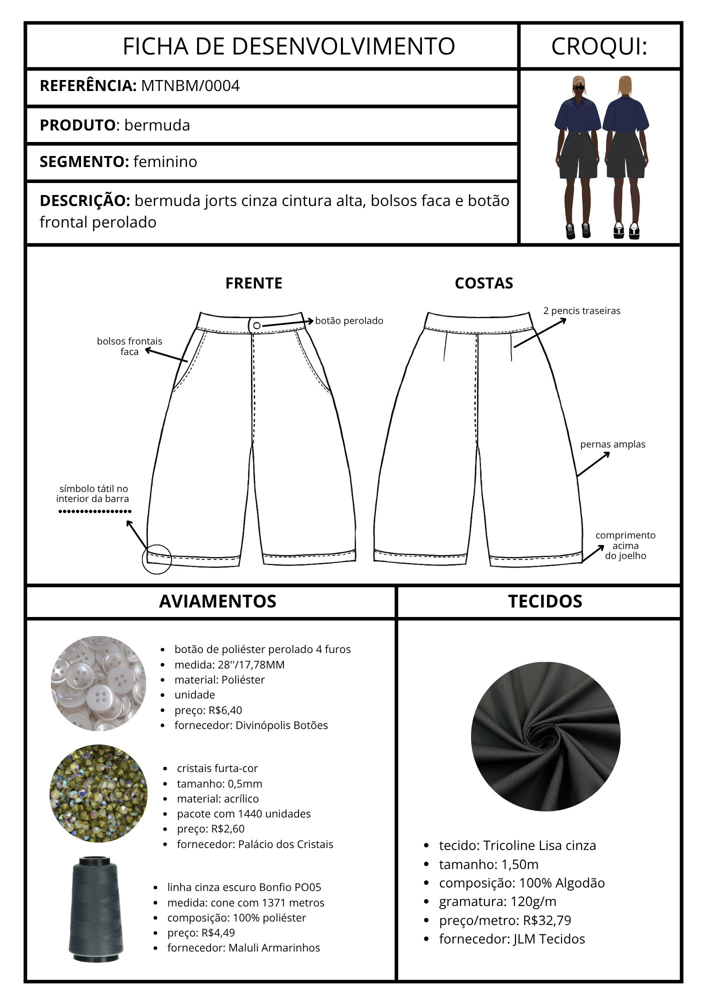 FICHA DE DESENVOLVIMENTO
CROQUI:
REFERÊNCIA: MTNBM/0004
PRODUTO: bermuda
SEGMENTO: feminino
DESCRIÇÃO: bermuda jorts cinza cintura alta, bolsos faca e botão
frontal perolado
FRENTE
COSTAS
botão perolado
2 pencis traseiras
bolsos frontais
faca
pernas amplas
símbolo tátil no
interior da barra
comprimento
acima
do joelho
AVIAMENTOS
TECIDOS
• botão de poliéster perolado 4 furos
• medida: 28''/17,78MM
• material: Poliéster
• unidade
• preço: R$6,40
• fornecedor: Divinópolis Botões
• cristais furta-cor
• tamanho: 0,5mm
• material: acrílico
• pacote com 1440 unidades
• preço: R$2,60
• fornecedor: Palácio dos Cristais
• linha cinza escuro Bonfio PO05
• medida: cone com 1371 metros
• composição: 100% poliéster
• preço: R$4,49
• fornecedor: Maluli Armarinhos
• tecido: Tricoline Lisa cinza
• tamanho: 1,50m
• composição: 100% Algodão
• gramatura: 120g/m
• preço/metro: R$32,79
• fornecedor: JLM Tecidos